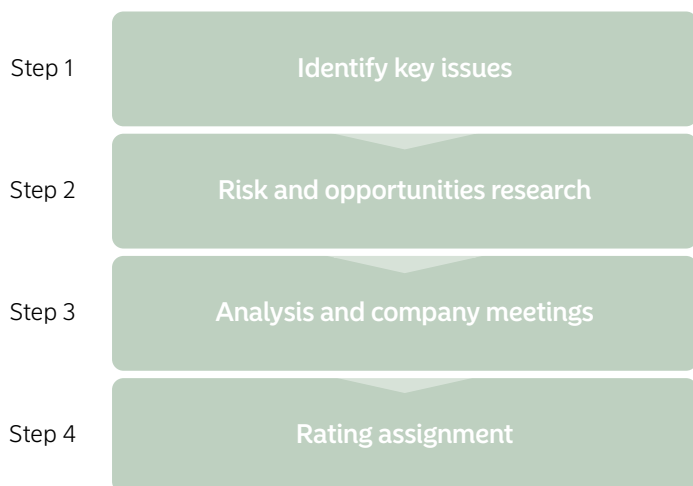 Step 1
Identify key issues
Step 2
Risk and opportunities research
Step 3
Analysis and company meetings
Step 4
Rating assignment